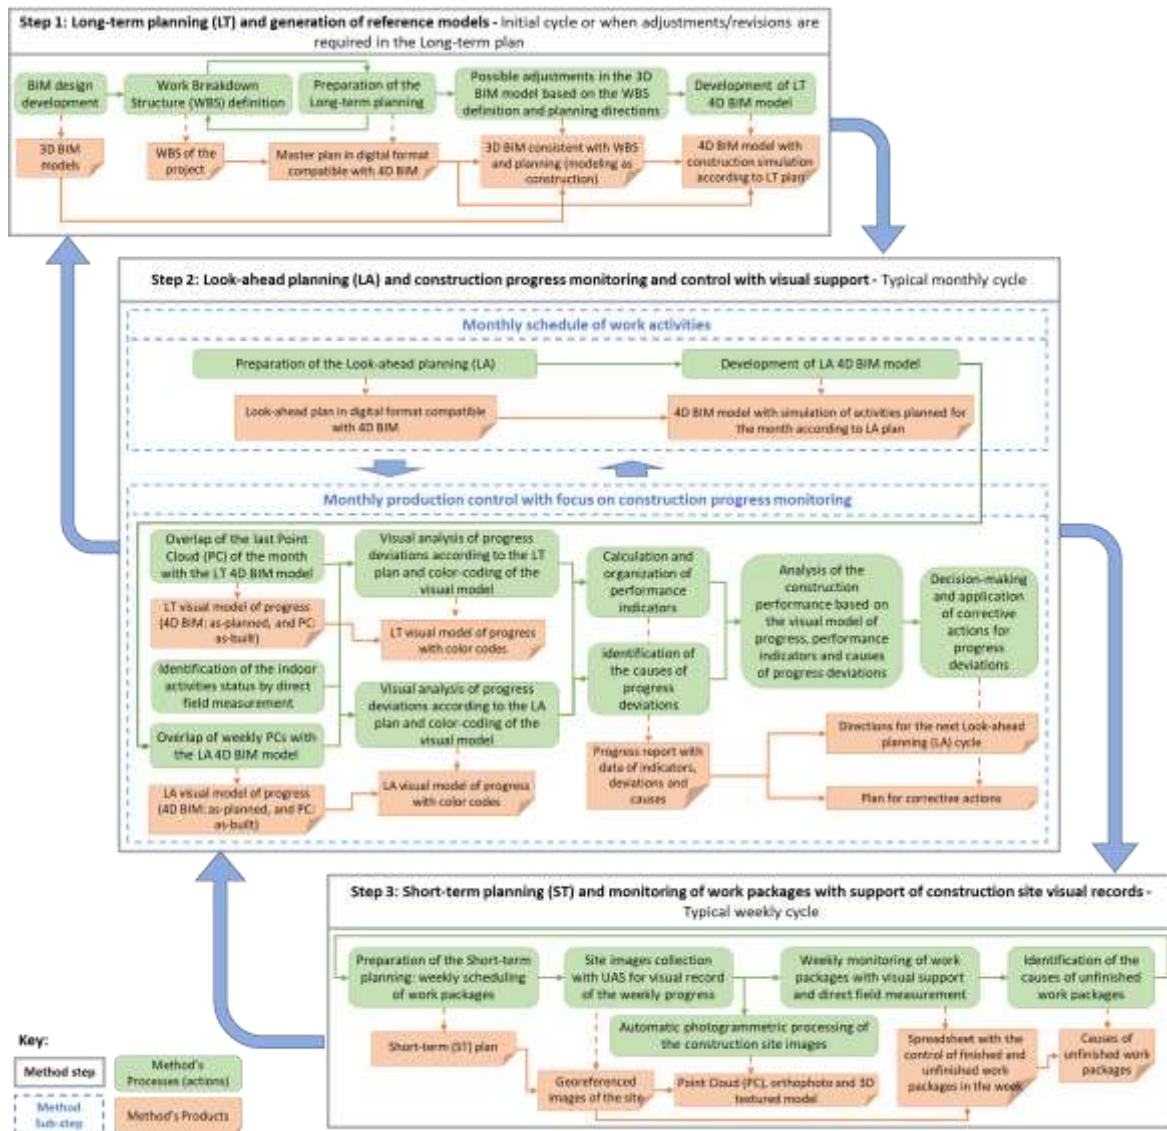 Step 1: Long-term planning (LT) and generation of reference models - Initial cycle or when adjustments/revisions are
required in the Long-term plan
BIM design
development
Work Breakdown
Structure (WBS) definition
Preparation of the
Long-term planning
Possible adjustments in the 3D
BIM model based on the WBS
definition and planning directions
Development of LT
4D BIM model
3D BIM
models
WBS of the
project
Master plan in digital format
compatible with 4D BIM
3D BIM consistent with WBS
and planning (modeling as
construction)
4D BIM model with
construction simulation
according to LT plan
Step 2: Look-ahead planning (LA) and construction progress monitoring and control with visual support - Typical monthly cycle
Monthly schedule of work activities
Preparation of the Look-ahead planning (LA)
Development of LA 4D BIM model
Look-ahead plan in digital format compatible
with 4D BIM
4D BIM model with simulation of activities planned for
the month according to LA plan
Monthly production control with focus on construction progress monitoring
Overlap of the last Point
Cloud (PC) of the month
with the LT 4D BIM model
Visual analysis of progress
deviations according to the LT
plan and color-coding of the
visual model
Calculation and
organization of
performance
indicators
Analysis of the
construction
performance based on
the visual model of
progress, performance
indicators and causes
of progress deviations
Decision-making
and application
of corrective
actions for
progress
deviations
LT visual model of progress
(4D BIM: as-planned, and PC:
as-built)
LT visual model of progress
with color codes
Identification of the indoor
activities status by direct
field measurement
Identification of
the causes of
progress
deviations
Overlap of weekly PCs with
the LA 4D BIM model
Visual analysis of progress
deviations according to the LA
plan and color-coding of the
visual model
Directions for the next Look-ahead
planning (LA) cycle
Progress report with
data of indicators,
deviations and
causes
LA visual model of progress
(4D BIM: as-planned, and PC:
as-built)
LA visual model of progress
with color codes
Plan for corrective actions
Step 3: Short-term planning (ST) and monitoring of work packages with support of construction site visual records -
Typical weekly cycle
Preparation of the Short-term
planning: weekly scheduling
of work packages
Site images collection
with UAS for visual record
of the weekly progress
Weekly monitoring of work
packages with visual support
and direct field measurement
Identification of the
causes of unfinished
work packages
Automatic photogrammetric processing of
the construction site images
Short-term (ST) plan
Georeferenced
images of the site
Point Cloud (PC), orthophoto and 3D
textured model
Spreadsheet with the
control of finished and
unfinished work
packages in the week
Causes of
unfinished work
packages
Key:
Method step
Method's
Processes (actions)
Method
Sub-step
Method's Products